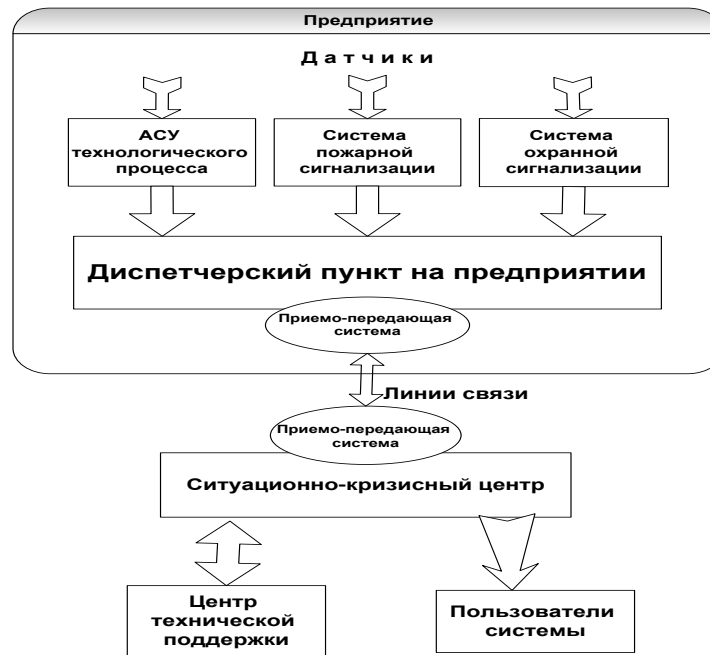 Предприятие
Д а т ч и к и
АСУ
технологического
процесса
Система
пожарной
сигнализации
Система
охранной
сигнализации
Диспетчерский пункт на предприятии
Приемо-передающая
система
Линии связи
Приемо-передающая
система
Ситуационно-кризисный центр
Центр
технической
поддержки
Пользователи
системы